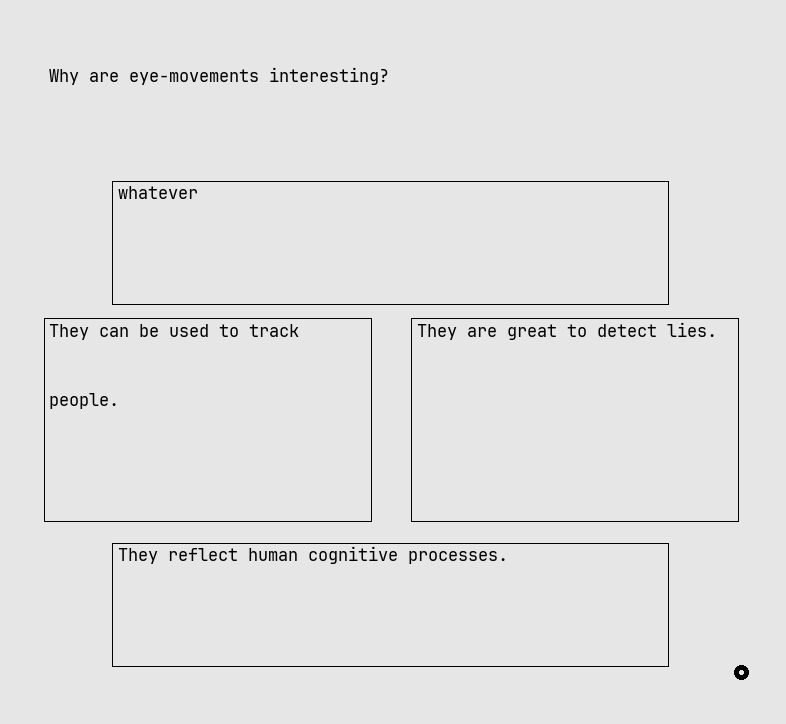 Why are eye-movements interesting?
whatever
They can be used to track
people.
They are great to detect lies.
They reflect human cognitive processes.